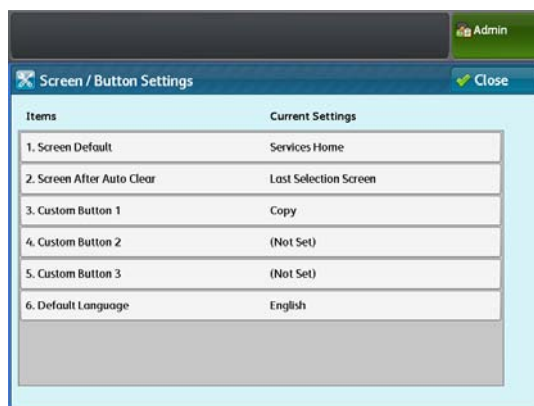 Admin
Screen / Button Settings
Close
Items Current Settings
1. Screen Default Services Home
2. Screen After Auto Clear Last Selection Screen
3. Custom Button 1 Copy
4. Custom Button 2 (Not Set)
5. Custom Button 3 (Not Set)
6. Default Language English